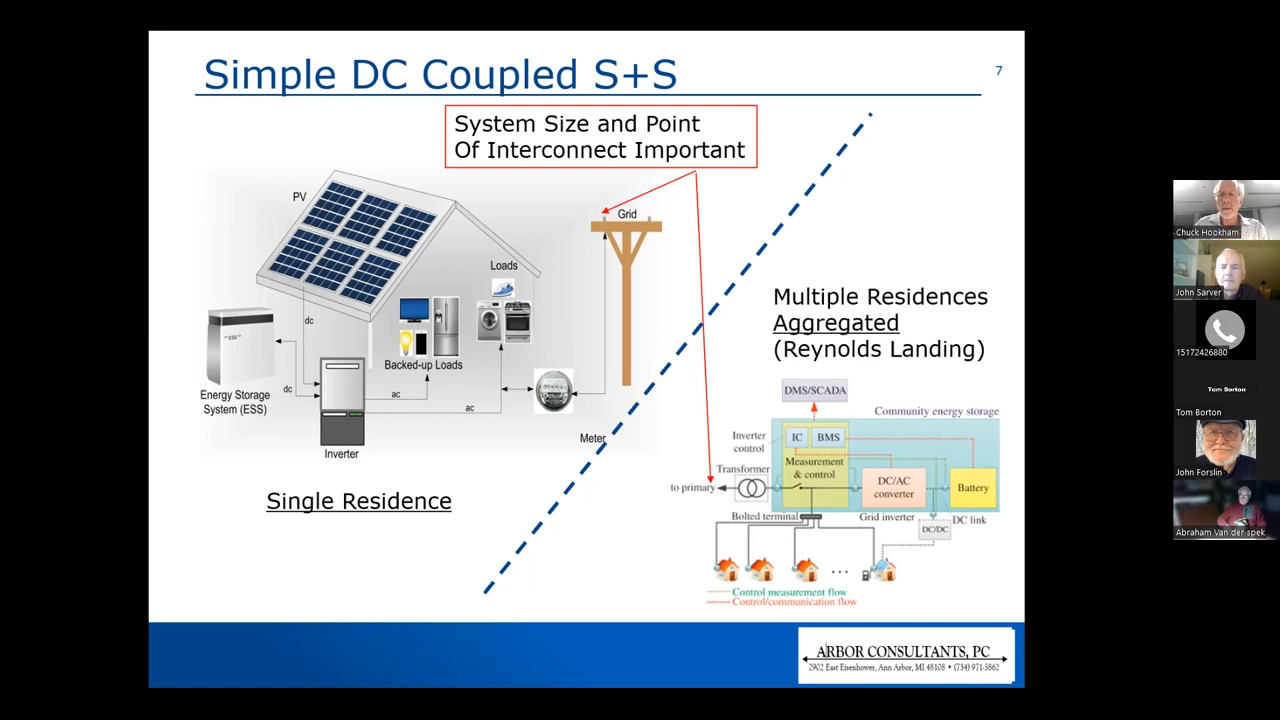 Simple DC Coupled S+S
7
System Size and Point
Of Interconnect Important
PV
Grid
Loads
dc
Backed-up Loads
dc
Energy Storage
System (ESS)
ac
ac
Meter
Inverter
Single Residence
Multiple Residences
Aggregated
(Reynolds Landing)
DMS/SCADA
Community energy storage
Inverter
control
IC
BMS
Measurement
& control
Transformer
to primary
DC/AC
converter
Battery
Bolted terminal
Grid inverter
DC link
DC/DC
Control measurement flow
Control/communication flow
ARBOR CONSULTANTS, PC
2902 East Eisenhower, Ann Arbor, MI 48108 • (734) 971-5862
Chuck Hookham
John Sarver
15172426880
Tom Borton
Tom Borton
John Forslin
Abraham Van der spek